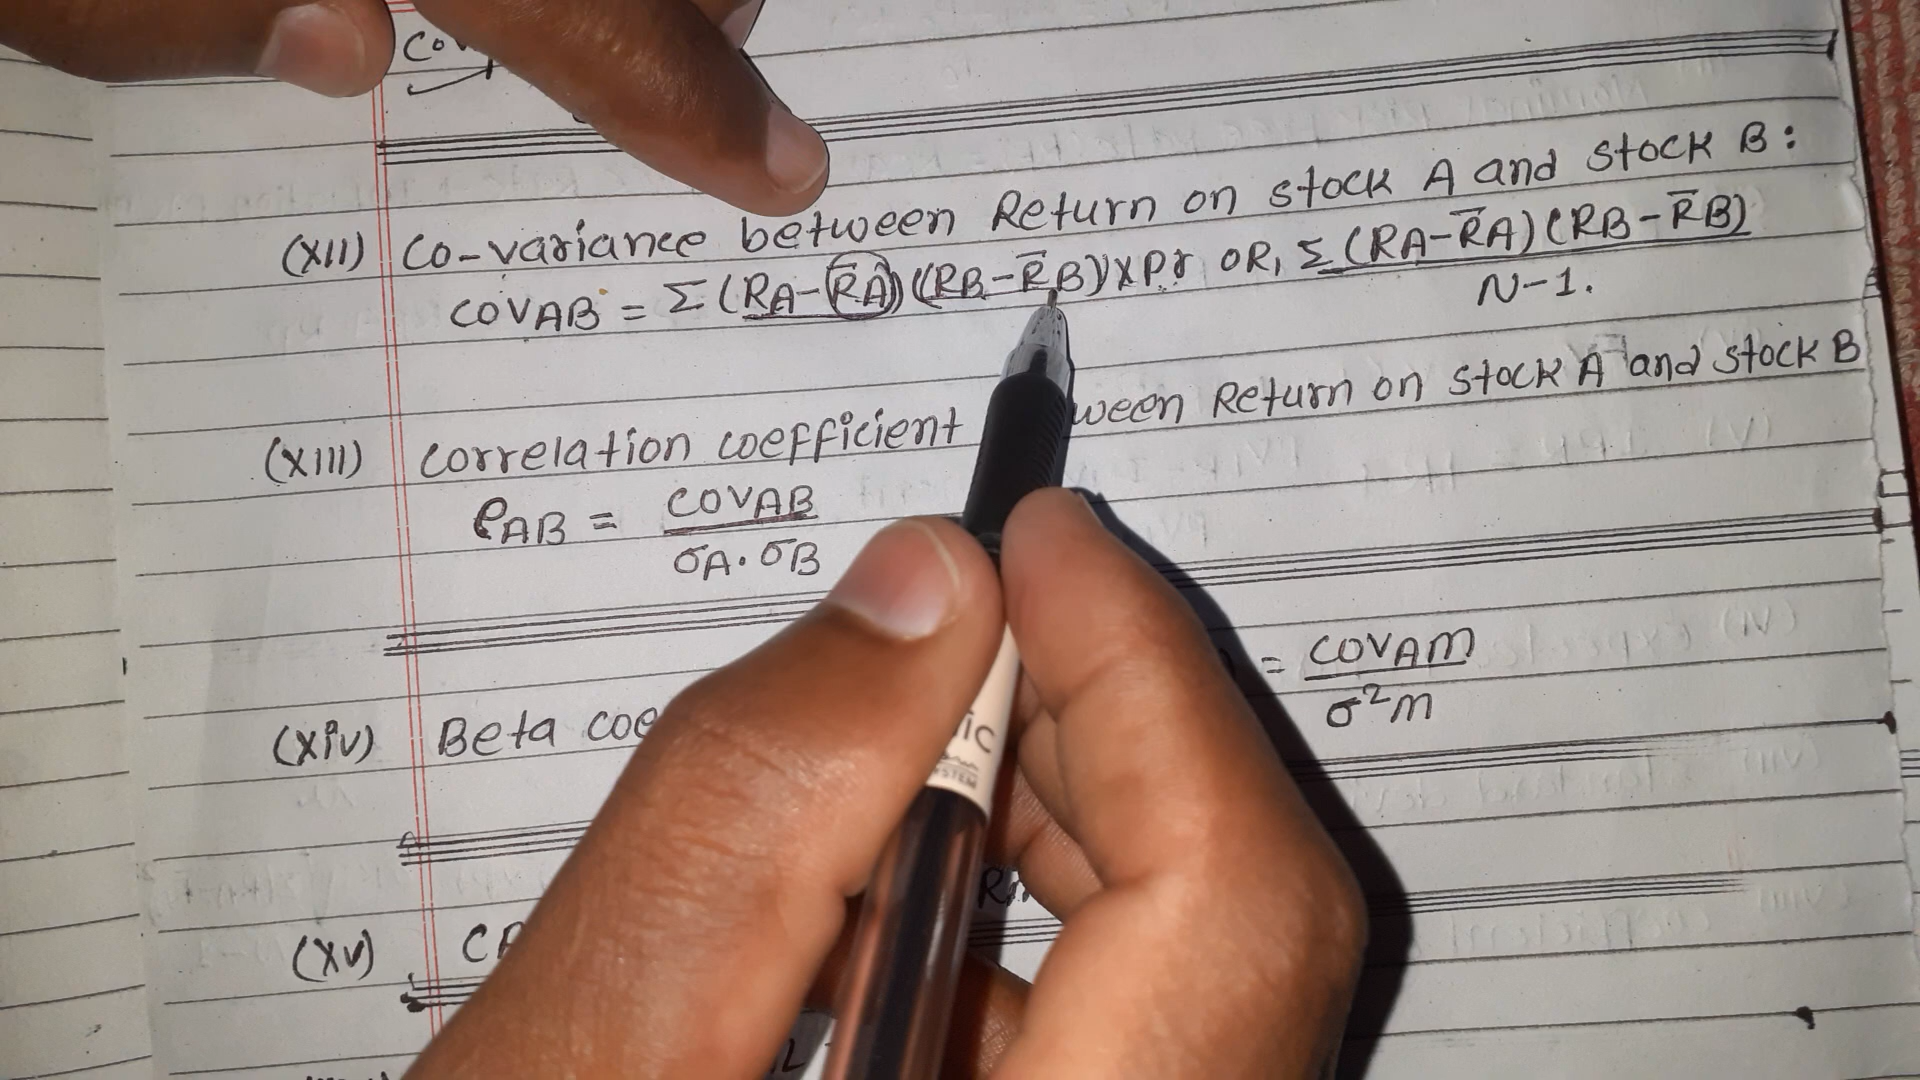 (XII) Co-variance between Return on stock A and stock B:
COVAB = Σ (RA-R̅A) (RB-R̅B) X Pr OR, Σ (RA-R̅A) (RB-R̅B)
N-1.
(XIII) Correlation coefficient Return on stock A and stock B
ρAB = COVAB
σA.σB
(XiV) Beta = COVAM
σ²m
(XV)